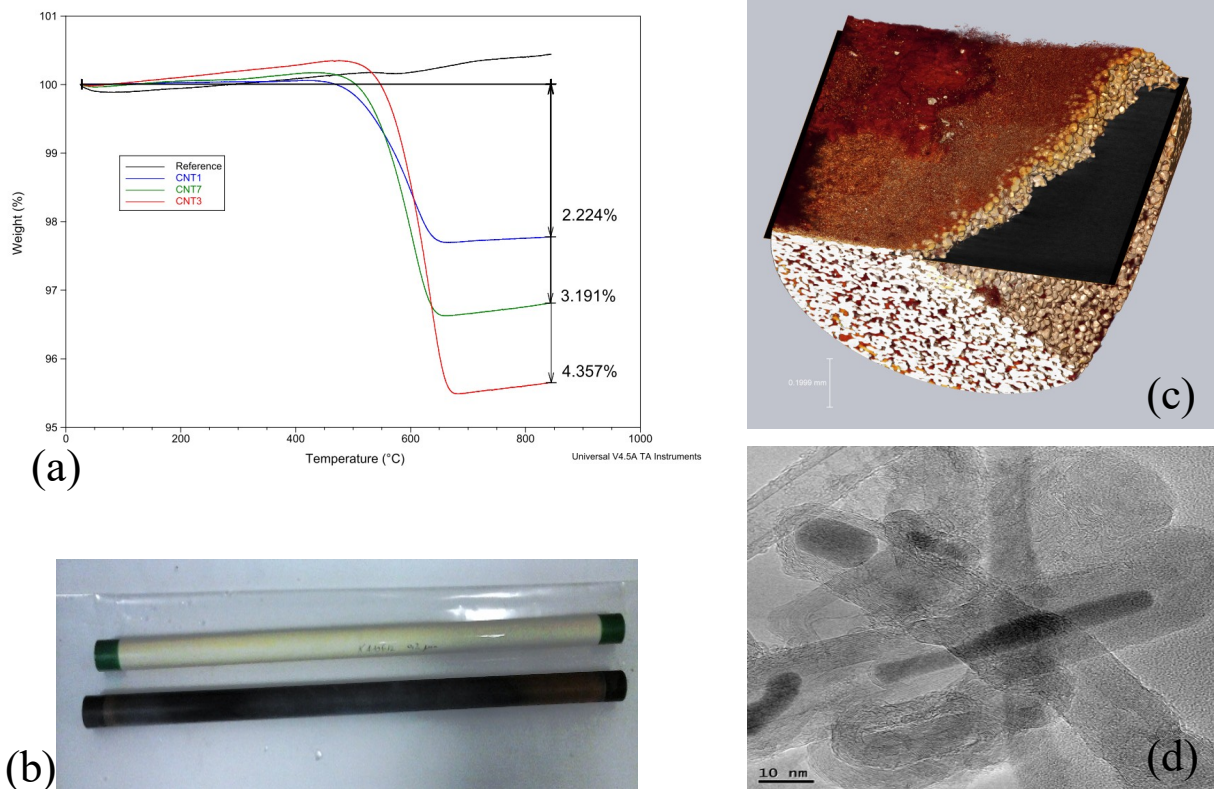 101
100
99
98
97
96
95
Weight (%)
Reference
CNT1
CNT7
CNT3
2.224%
3.191%
4.357%
0
200
400
600
800
1000
Temperature (°C)
Universal V4.5A TA Instruments
(a)
(b)
0.1999 mm
(c)
10 nm
(d)